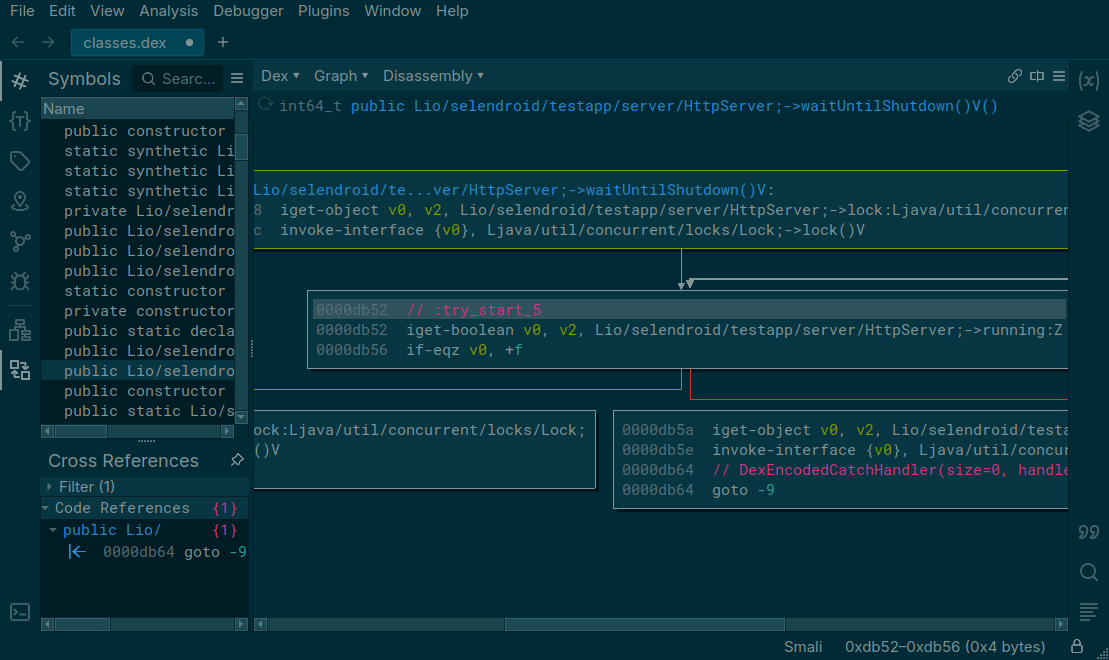 File Edit View Analysis Debugger Plugins Window Help
classes.dex
Symbols
Searc...
Name
public constructor
static synthetic Li
static synthetic Li
static synthetic Li
private Lio/selendr
public Lio/selendro
public Lio/selendro
public Lio/selendro
static constructor
private constructor
public static decla
public Lio/selendro
public Lio/selendro
public constructor
public static Lio/s
Cross References
Filter (1)
Code References {1}
public Lio/ {1}
0000db64 goto -9
Dex Graph Disassembly
int64_t public Lio/selendroid/testapp/server/HttpServer;->waitUntilShutdown()V()
Lio/selendroid/te...ver/HttpServer;->waitUntilShutdown()V:
8 iget-object v0, v2, Lio/selendroid/testapp/server/HttpServer;->lock:Ljava/util/concurren
c invoke-interface {v0}, Ljava/util/concurrent/locks/Lock;->lock()V
0000db52 // :try_start_5
0000db52 iget-boolean v0, v2, Lio/selendroid/testapp/server/HttpServer;->running:Z
0000db56 if-eqz v0, +f
ock:Ljava/util/concurrent/locks/Lock;
()V
0000db5a iget-object v0, v2, Lio/selendroid/testa
0000db5e invoke-interface {v0}, Ljava/util/concur
0000db64 // DexEncodedCatchHandler(size=0, handle
0000db64 goto -9
Smali 0xdb52–0xdb56 (0x4 bytes)